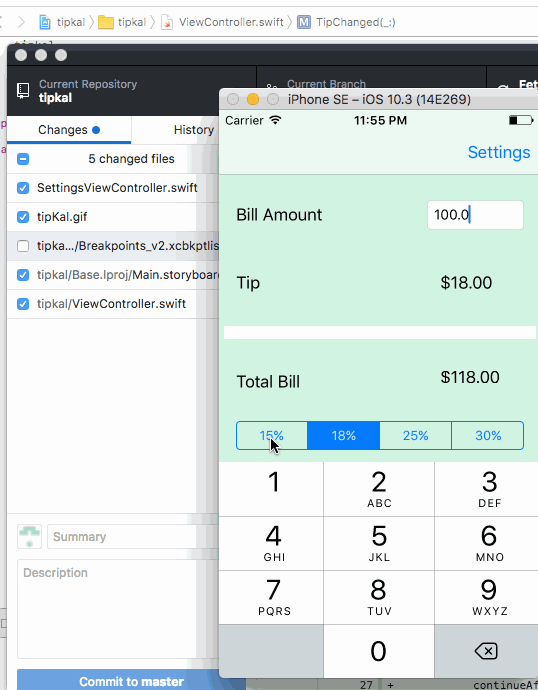 tipkal
tipkal
ViewController.swift
M
TipChanged(_:)
Current Repository
tipkal
Current Branch
Fet
iPhone SE – iOS 10.3 (14E269)
Carrier
11:55 PM
Changes
History
Settings
5 changed files
SettingsViewController.swift
tipKal.gif
tipka.../Breakpoints_v2.xcbkptlis
tipkal/Base.lproj/Main.storyboard
tipkal/ViewController.swift
Bill Amount
100.0
Tip
$18.00
Total Bill
$118.00
15%
18%
25%
30%
1
2
ABC
3
DEF
4
GHI
5
JKL
6
MNO
7
PQRS
8
TUV
9
WXYZ
0
Summary
Description
Commit to master
27 +
continueAf